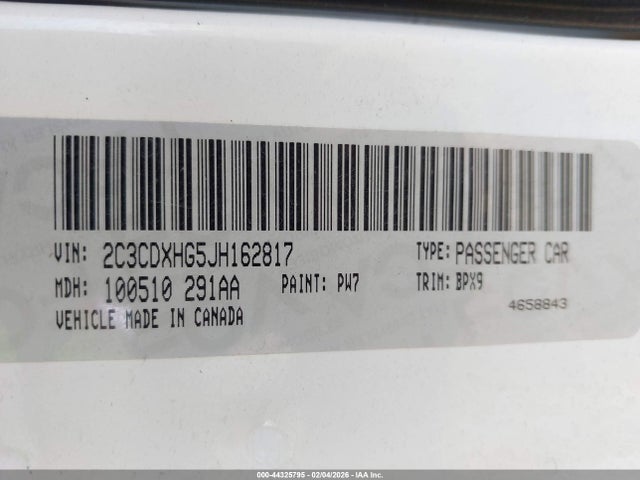 VIN: 2C3CDXHG5JH162817 TYPE: PASSENGER CAR
MDH: 100510 291AA PAINT: PW7 TRIM: BPX9
4658843
VEHICLE MADE IN CANADA
000-44325795 - 02/04/2026 - IAA Inc.